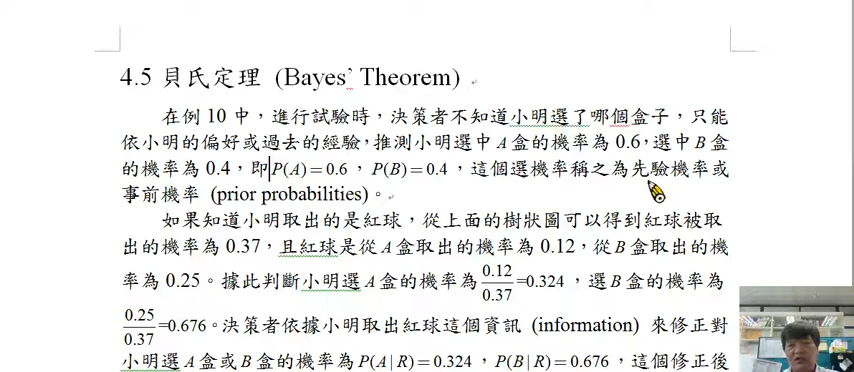 4.5 貝氏定理 (Bayes’ Theorem)
在例 10 中，進行試驗時，決策者不知道小明選了哪個盒子，只能
依小明的偏好或過去的經驗，推測小明選中 A 盒的機率為 0.6，選中 B 盒
的機率為 0.4，即 P(A) = 0.6，P(B) = 0.4，這個選機率稱之為先驗機率或
事前機率 (prior probabilities)。
如果知道小明取出的是紅球，從上面的樹狀圖可以得到紅球被取
出的機率為 0.37，且紅球是從 A 盒取出的機率為 0.12，從 B 盒取出的機
率為 0.25。據此判斷小明選 A 盒的機率為 0.12/0.37=0.324，選 B 盒的機率為
0.25/0.37=0.676。決策者依據小明取出紅球這個資訊 (information) 來修正對
小明選 A 盒或 B 盒的機率為 P(A | R) = 0.324，P(B | R) = 0.676，這個修正後